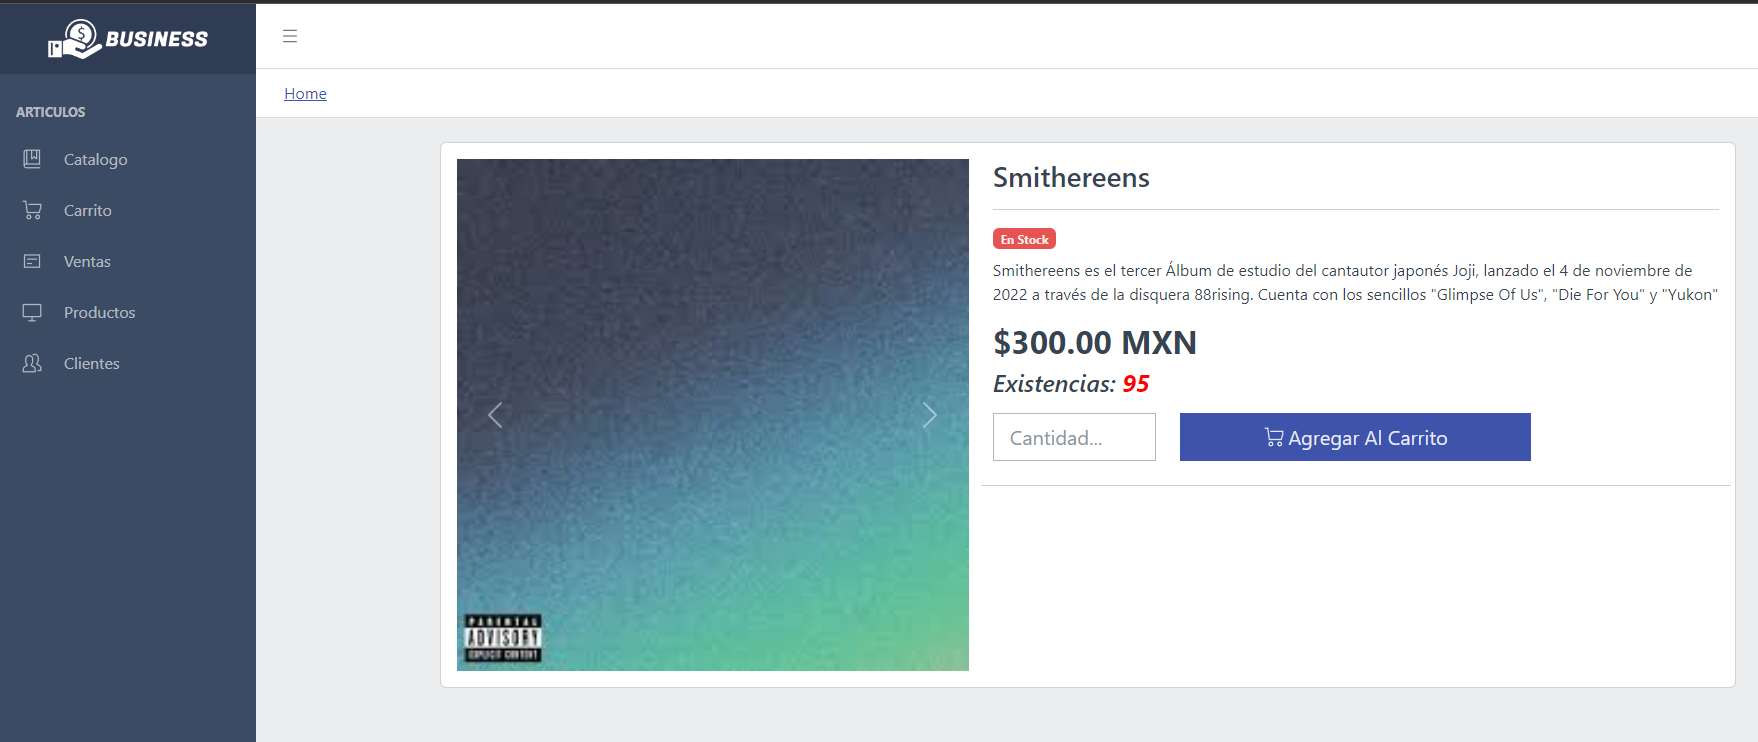 BUSINESS
Home
ARTICULOS
Catalogo
Carrito
Ventas
Productos
Clientes
Smithereens
En Stock
Smithereens es el tercer Álbum de estudio del cantautor japonés Joji, lanzado el 4 de noviembre de
2022 a través de la disquera 88rising. Cuenta con los sencillos "Glimpse Of Us", "Die For You" y "Yukon"
$300.00 MXN
Existencias: 95
Cantidad...
Agregar Al Carrito
PARENTAL
ADVISORY
EXPLICIT CONTENT